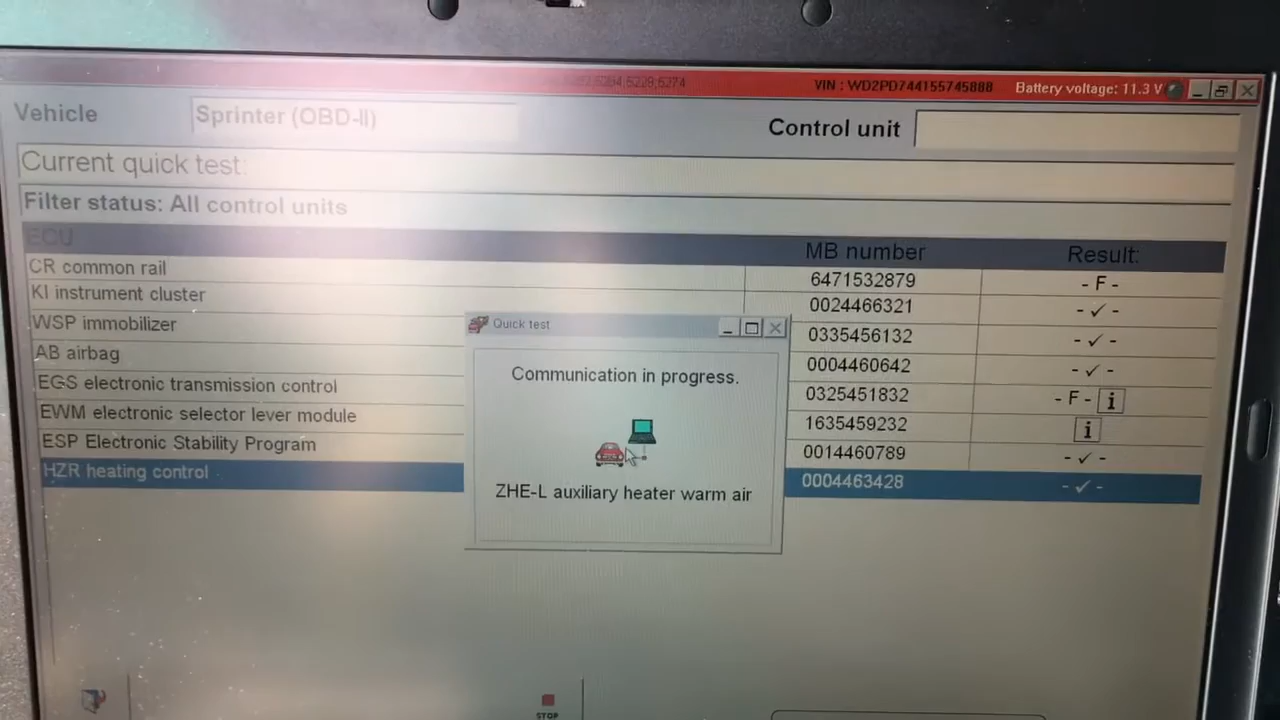 5229,5274 VIN : WD2PD744155745888 Battery voltage: 11.3 V
Vehicle Sprinter (OBD-II) Control unit
Current quick test:
Filter status: All control units
ECU MB number Result:
CR common rail 6471532879 - F -
KI instrument cluster 0024466321 - ✓ -
WSP immobilizer 0335456132 - ✓ -
AB airbag 0004460642 - ✓ -
EGS electronic transmission control 0325451832 - F - i
EWM electronic selector lever module 1635459232 i
ESP Electronic Stability Program 0014460789 - ✓ -
HZR heating control 0004463428 - ✓ -
Quick test
Communication in progress.
ZHE-L auxiliary heater warm air
STOP